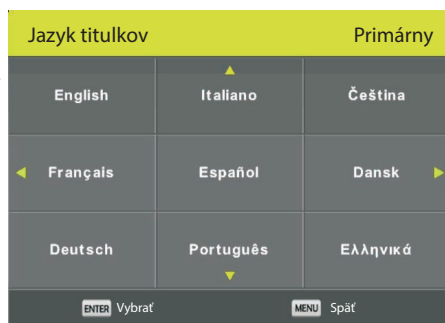 Jazyk titulkov Primárny
English Italiano Čeština
Français Español Dansk
Deutsch Português Ελληνικά
ENTER Vybrať MENU Späť